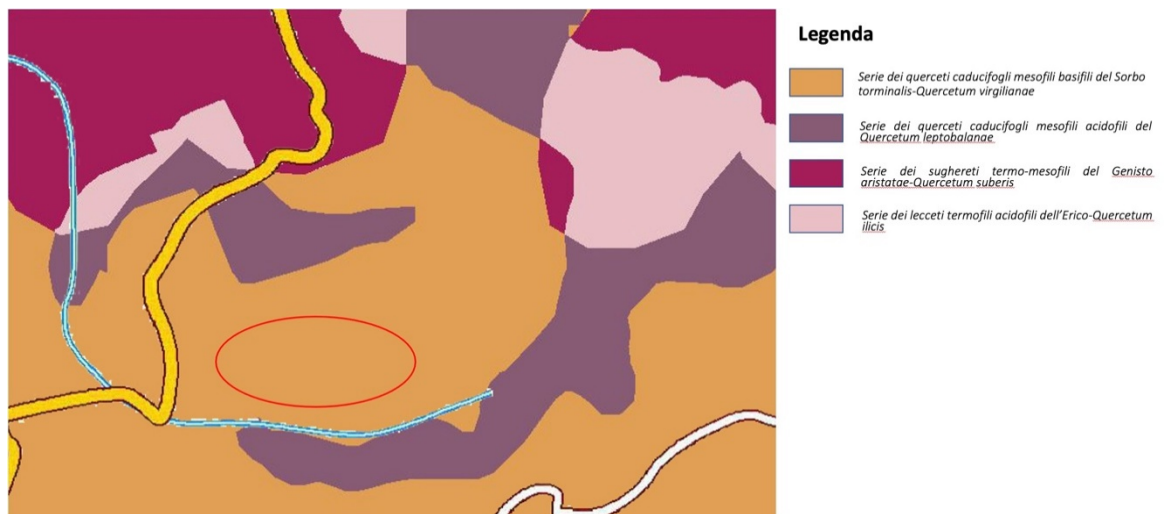 Legenda
Serie dei querceti caducifogli mesofili basifili del Sorbo
torminalis-Quercetum virgilianae
Serie dei querceti caducifogli mesofili acidofili del
Quercetum leptobalanae
Serie dei sughereti termo-mesofili del Genisto
aristatae-Quercetum suberis
Serie dei lecceti termofili acidofili dell’Erico-Quercetum
ilicis